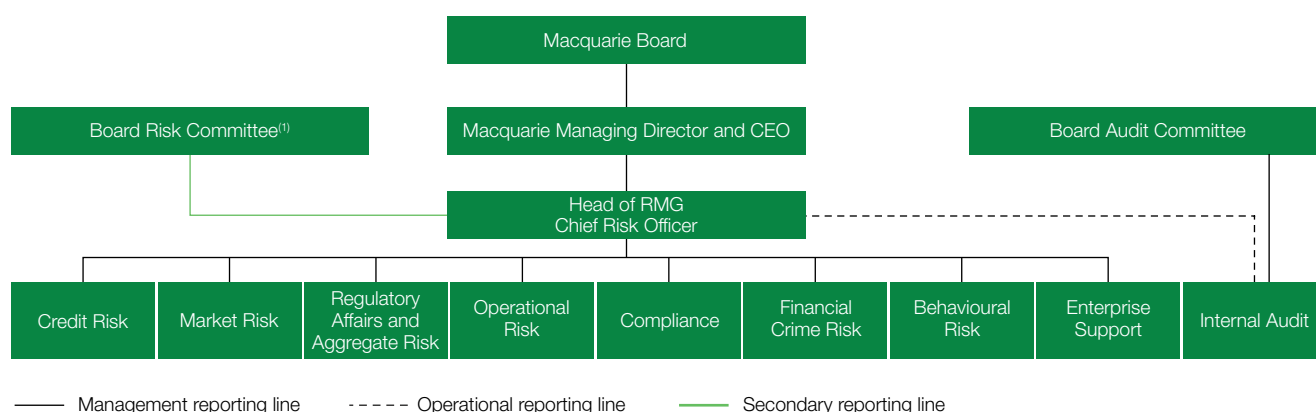 Macquarie Board
Board Risk Committee(1)
Macquarie Managing Director and CEO
Board Audit Committee
Head of RMG
Chief Risk Officer
Credit Risk
Market Risk
Regulatory
Affairs and
Aggregate Risk
Operational
Risk
Compliance
Financial
Crime Risk
Behavioural
Risk
Enterprise
Support
Internal Audit
Management reporting line
Operational reporting line
Secondary reporting line